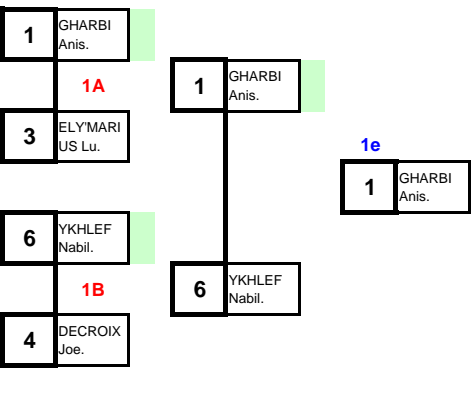 1
GHARBI
Anis.
1A
3
ELY'MARI
US Lu.
6
YKHLEF
Nabil.
1B
4
DECROIX
Joe.
1
GHARBI
Anis.
6
YKHLEF
Nabil.
1e
1
GHARBI
Anis.